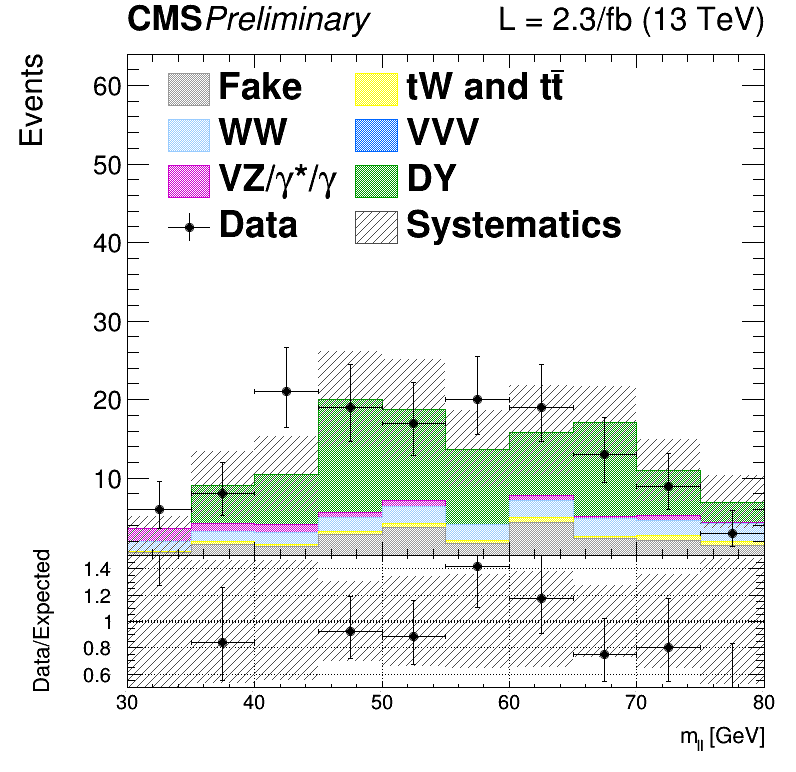 CMS Preliminary L = 2.3/fb (13 TeV)
Events
60
50
40
30
20
10
Fake tW and tt̅
WW VVV
VZ/γ*/γ DY
Data Systematics
Data/Expected
1.4
1.2
1
0.8
0.6
30 40 50 60 70 80
m_ll [GeV]